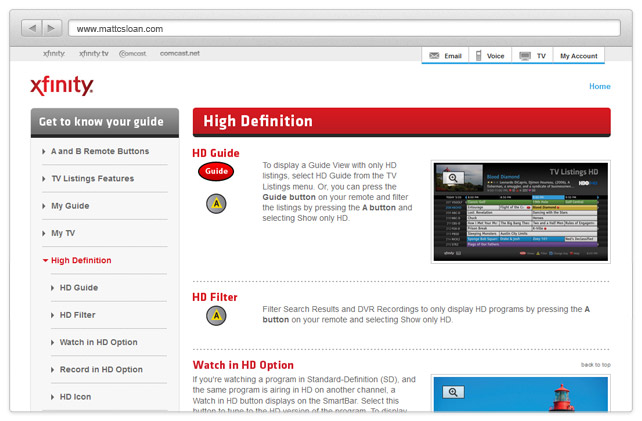 www.mattcsloan.com
xfinity. xfinity.tv comcast comcast.net
Email Voice TV My Account
xfinity.
Home
Get to know your guide
High Definition
A and B Remote Buttons
TV Listings Features
My Guide
My TV
High Definition
HD Guide
HD Filter
Watch in HD Option
Record in HD Option
HD Icon
HD Guide
Guide
A
To display a Guide View with only HD
listings, select HD Guide from the TV
Listings menu. Or, you can press the
Guide button on your remote and filter
the listings by pressing the A button and
selecting Show only HD.
Blood Diamond
TV Listings HD
HBO
HD Filter
A
Filter Search Results and DVR Recordings to only display HD programs by pressing the A
button on your remote and selecting Show only HD.
Watch in HD Option
back to top
If you're watching a program in Standard-Definition (SD), and
the same program is airing in HD on another channel, a
Watch in HD button displays on the SmartBar. Select this
button to tune to the HD version of the program. To display